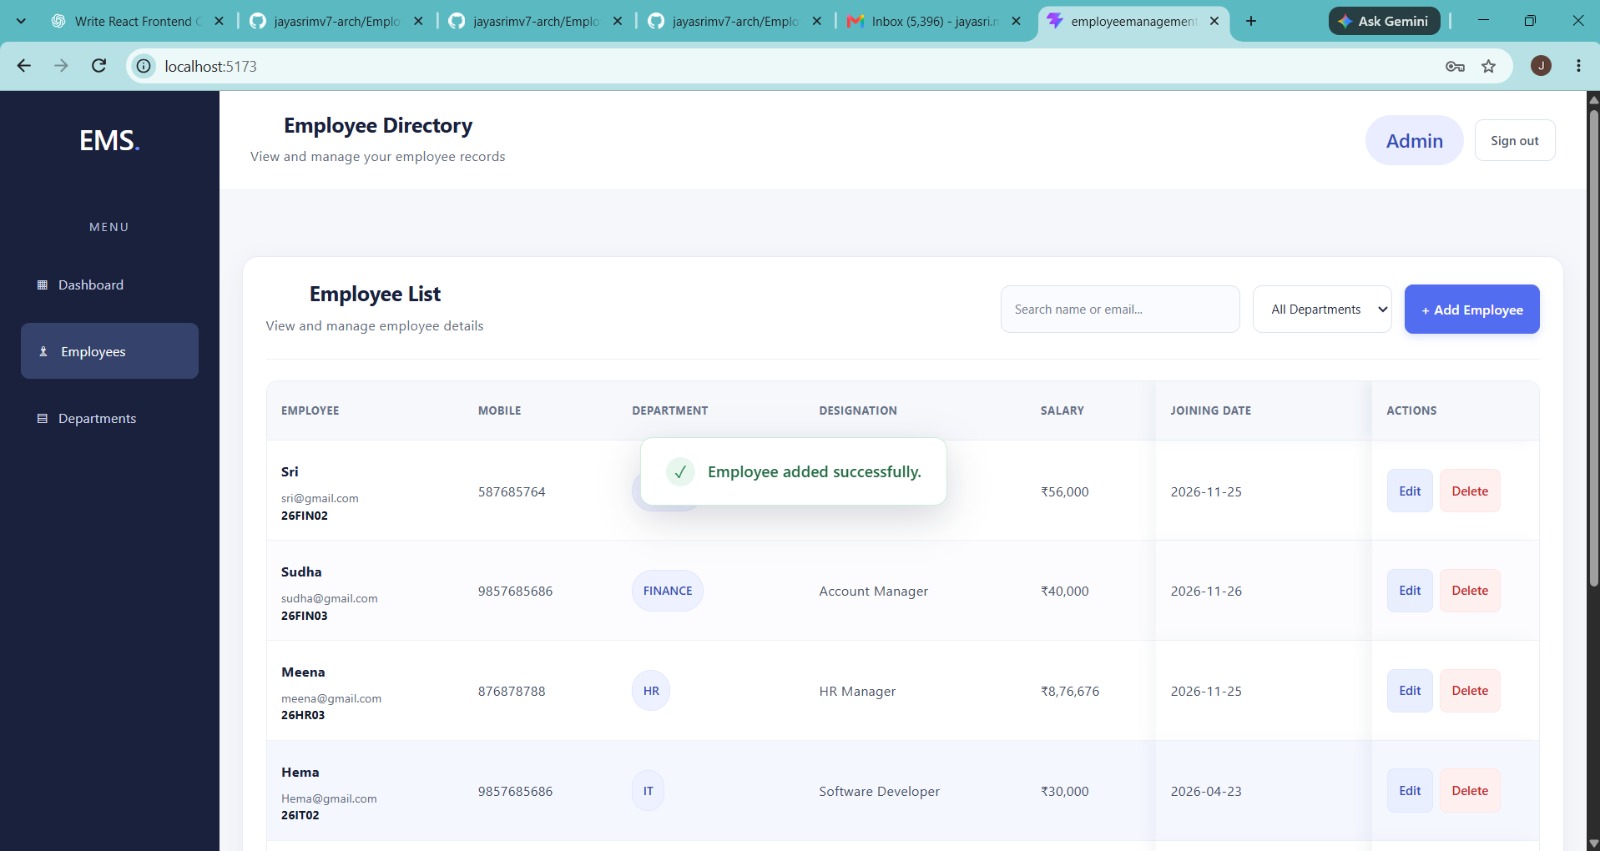 Write React Frontend C
jayasrimv7-arch/Emplo
jayasrimv7-arch/Emplo
jayasrimv7-arch/Emplo
Inbox (5,396) - jayasri.m
employeemanagement
Ask Gemini
localhost:5173
J
EMS.
MENU
Dashboard
Employees
Departments
Employee Directory
View and manage your employee records
Admin
Sign out
Employee List
View and manage employee details
Search name or email...
All Departments
+ Add Employee
EMPLOYEE MOBILE DEPARTMENT DESIGNATION SALARY JOINING DATE ACTIONS
✓ Employee added successfully.
Sri
sri@gmail.com
26FIN02
587685764 ₹56,000 2026-11-25 Edit Delete
Sudha
sudha@gmail.com
26FIN03
9857685686 FINANCE Account Manager ₹40,000 2026-11-26 Edit Delete
Meena
meena@gmail.com
26HR03
876878788 HR HR Manager ₹8,76,676 2026-11-25 Edit Delete
Hema
Hema@gmail.com
26IT02
9857685686 IT Software Developer ₹30,000 2026-04-23 Edit Delete